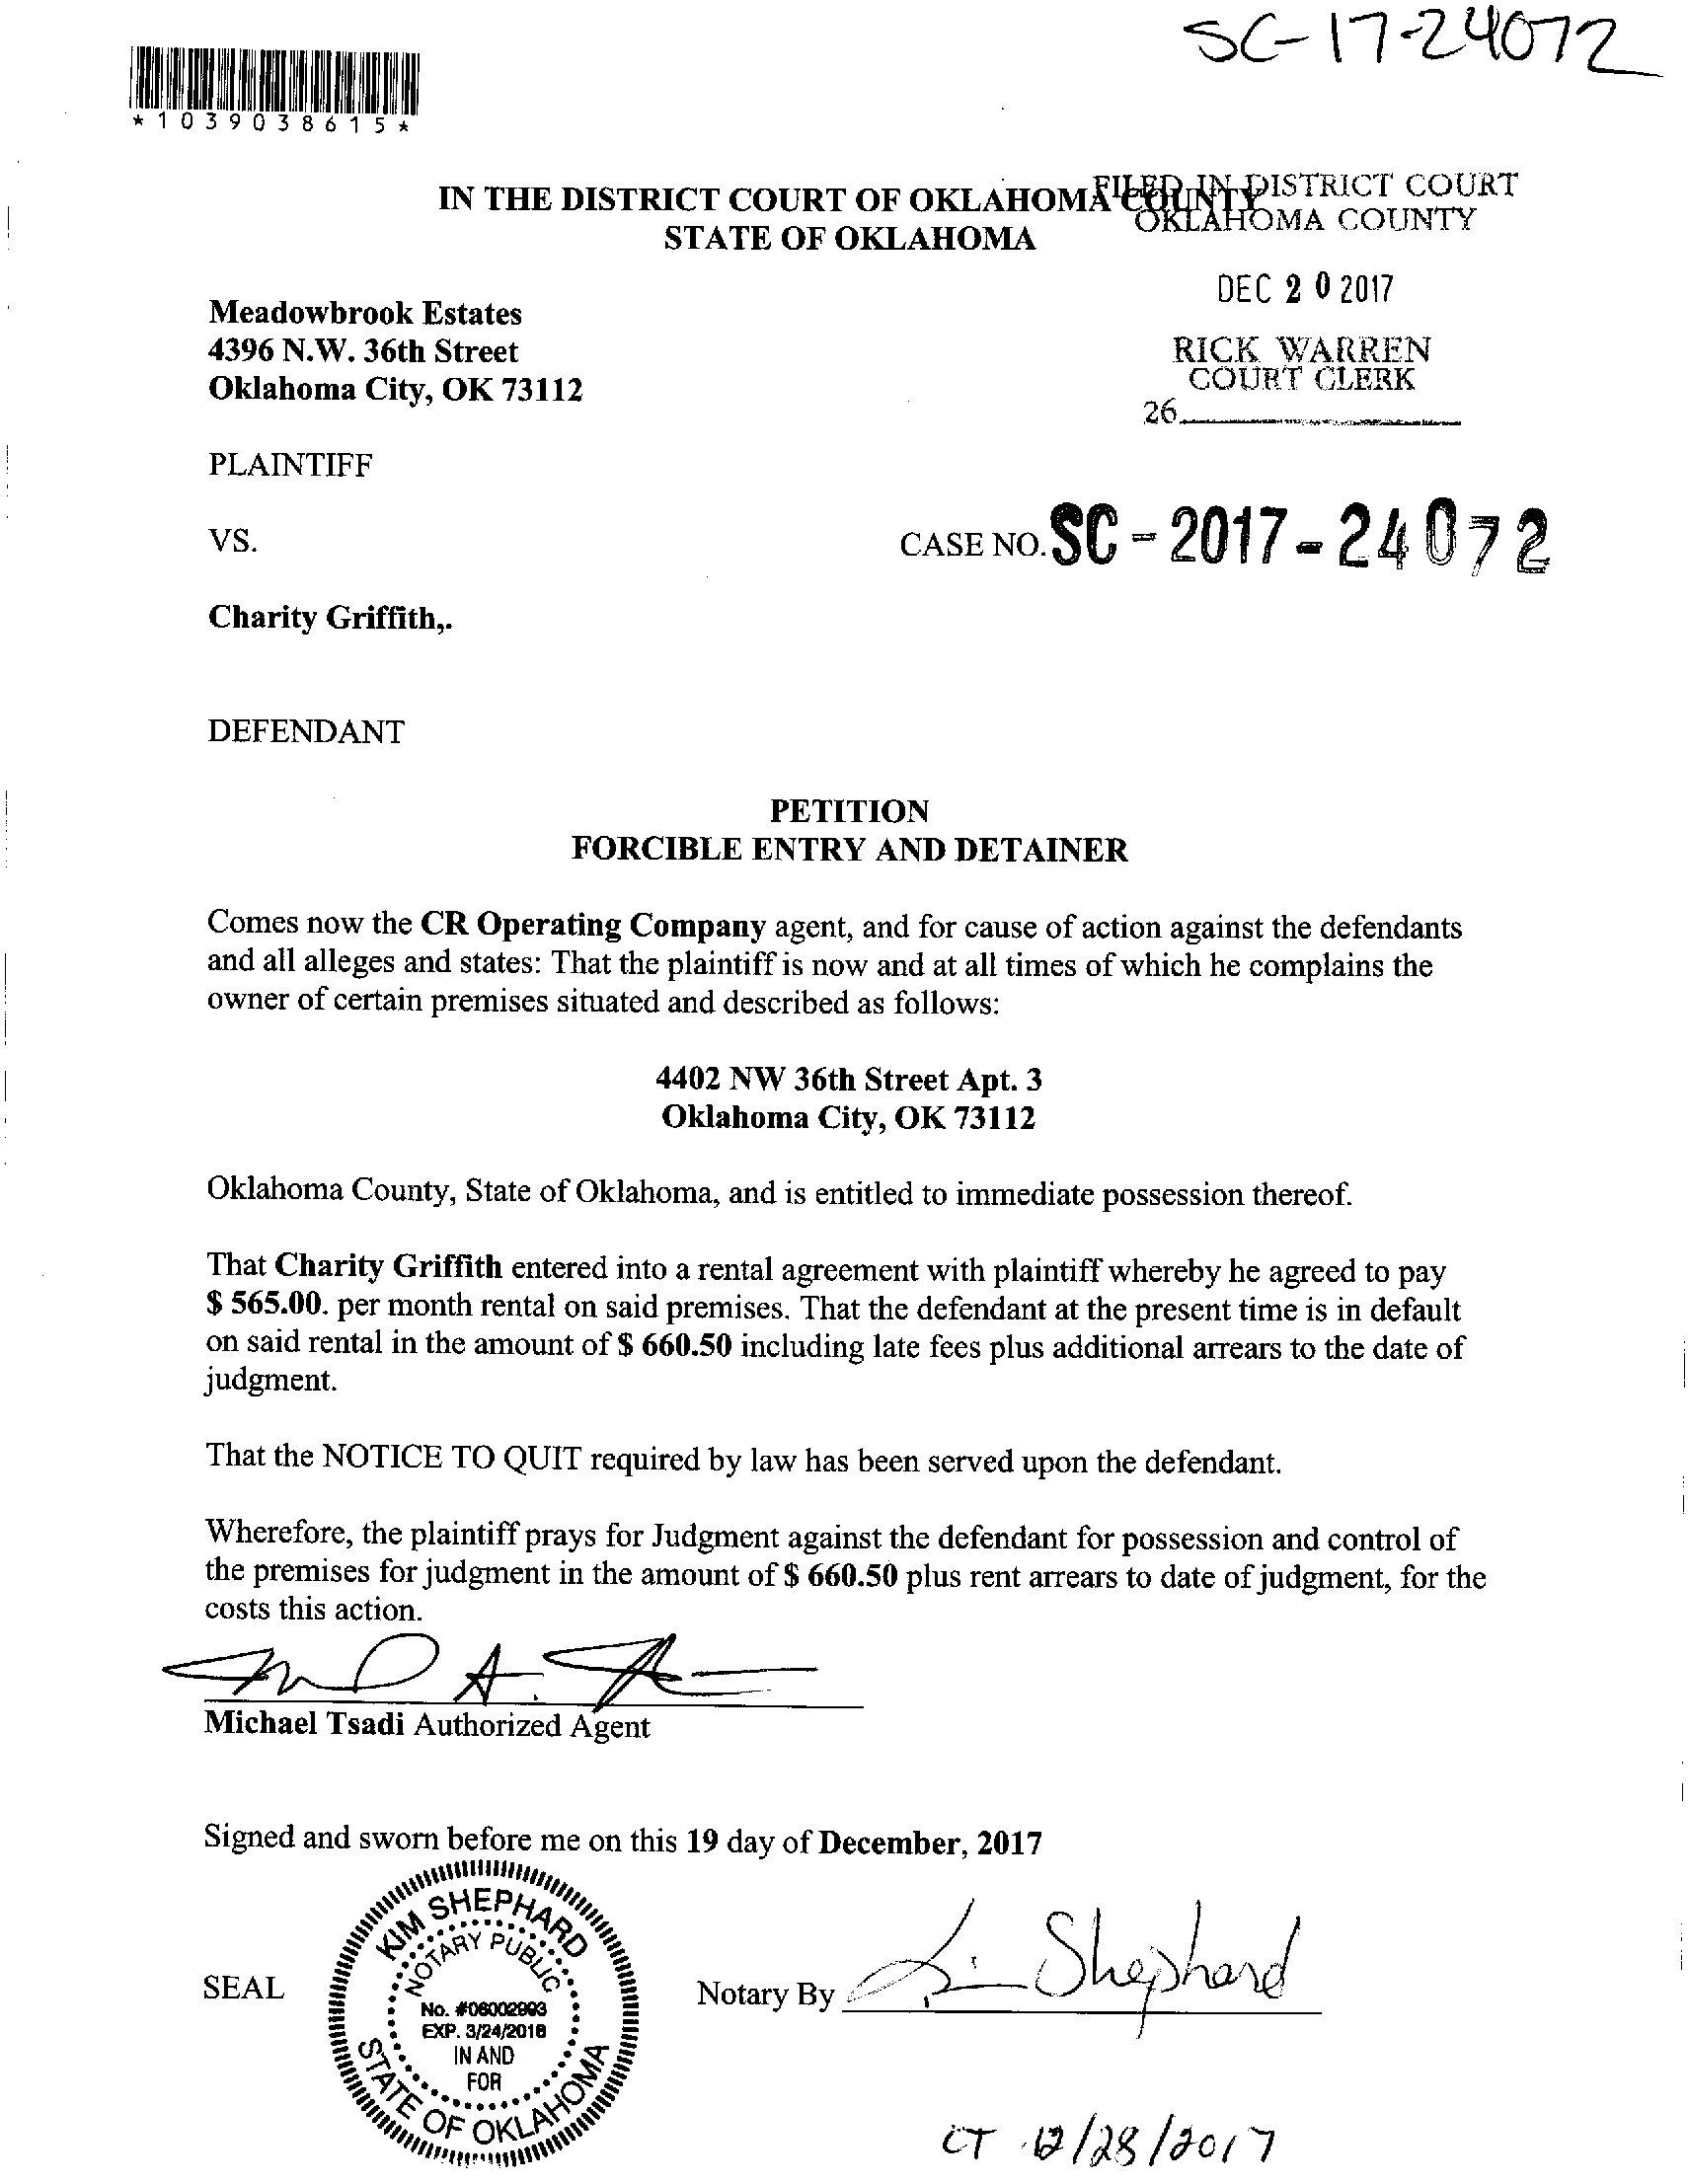 SC-17-24072
*1039038615*
IN THE DISTRICT COURT OF OKLAHOMA COUNTY
STATE OF OKLAHOMA
FILED IN DISTRICT COURT
OKLAHOMA COUNTY
DEC 20 2017
RICK WARREN
COURT CLERK
26
Meadowbrook Estates
4396 N.W. 36th Street
Oklahoma City, OK 73112
PLAINTIFF
VS.
CASE NO. SC-2017-24072
Charity Griffith,.
DEFENDANT
PETITION
FORCIBLE ENTRY AND DETAINER
Comes now the CR Operating Company agent, and for cause of action against the defendants
and all alleges and states: That the plaintiff is now and at all times of which he complains the
owner of certain premises situated and described as follows:
4402 NW 36th Street Apt. 3
Oklahoma City, OK 73112
Oklahoma County, State of Oklahoma, and is entitled to immediate possession thereof.
That Charity Griffith entered into a rental agreement with plaintiff whereby he agreed to pay
$ 565.00. per month rental on said premises. That the defendant at the present time is in default
on said rental in the amount of $ 660.50 including late fees plus additional arrears to the date of
judgment.
That the NOTICE TO QUIT required by law has been served upon the defendant.
Wherefore, the plaintiff prays for Judgment against the defendant for possession and control of
the premises for judgment in the amount of $ 660.50 plus rent arrears to date of judgment, for the
costs this action.
Michael Tsadi Authorized Agent
Signed and sworn before me on this 19 day of December, 2017
SEAL
KIM SHEPHARD
NOTARY PUBLIC
No. #06002993
EXP. 3/24/2018
IN AND
FOR
STATE OF OKLAHOMA
Notary By Shephard
CT 12/28/2017